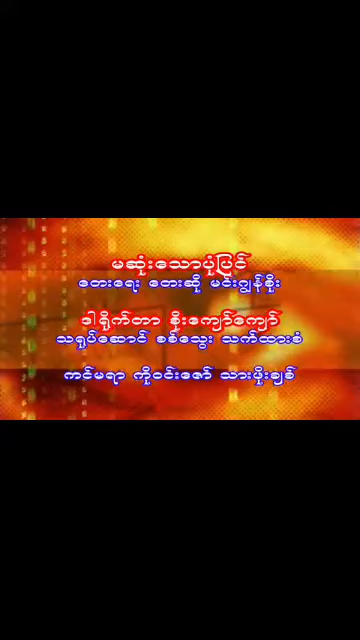 မဆုံးသောပုံပြင်
တေးရေး တေးဆို မင်းဂျွန်စိုး
ဒါရိုက်တာ စိုးကျော်ကျော်
သရုပ်ဆောင် စစ်သွေး သက်ထားစံ
ကင်မရာ ကိုဝင်းဇော် သားဖိုးချစ်